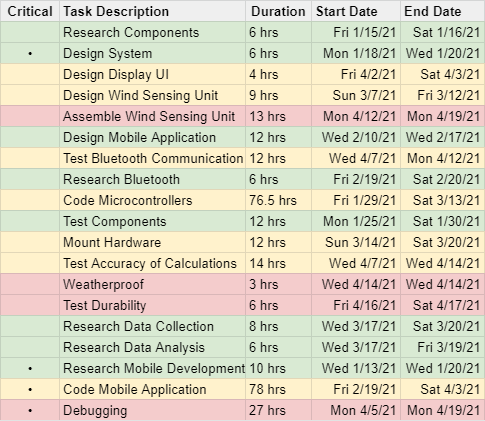 Critical Task Description Duration Start Date End Date
Research Components 6 hrs Fri 1/15/21 Sat 1/16/21
• Design System 6 hrs Mon 1/18/21 Wed 1/20/21
Design Display UI 4 hrs Fri 4/2/21 Sat 4/3/21
Design Wind Sensing Unit 9 hrs Sun 3/7/21 Fri 3/12/21
Assemble Wind Sensing Unit 13 hrs Mon 4/12/21 Mon 4/19/21
Design Mobile Application 12 hrs Wed 2/10/21 Wed 2/17/21
Test Bluetooth Communication 12 hrs Wed 4/7/21 Mon 4/12/21
Research Bluetooth 6 hrs Fri 2/19/21 Sat 2/20/21
Code Microcontrollers 76.5 hrs Fri 1/29/21 Sat 3/13/21
Test Components 12 hrs Mon 1/25/21 Sat 1/30/21
Mount Hardware 12 hrs Sun 3/14/21 Sat 3/20/21
Test Accuracy of Calculations 14 hrs Wed 4/7/21 Wed 4/14/21
Weatherproof 3 hrs Wed 4/14/21 Wed 4/14/21
Test Durability 6 hrs Fri 4/16/21 Sat 4/17/21
Research Data Collection 8 hrs Wed 3/17/21 Sat 3/20/21
Research Data Analysis 6 hrs Wed 3/17/21 Fri 3/19/21
• Research Mobile Development 10 hrs Wed 1/13/21 Wed 1/20/21
• Code Mobile Application 78 hrs Fri 2/19/21 Sat 4/3/21
• Debugging 27 hrs Mon 4/5/21 Mon 4/19/21